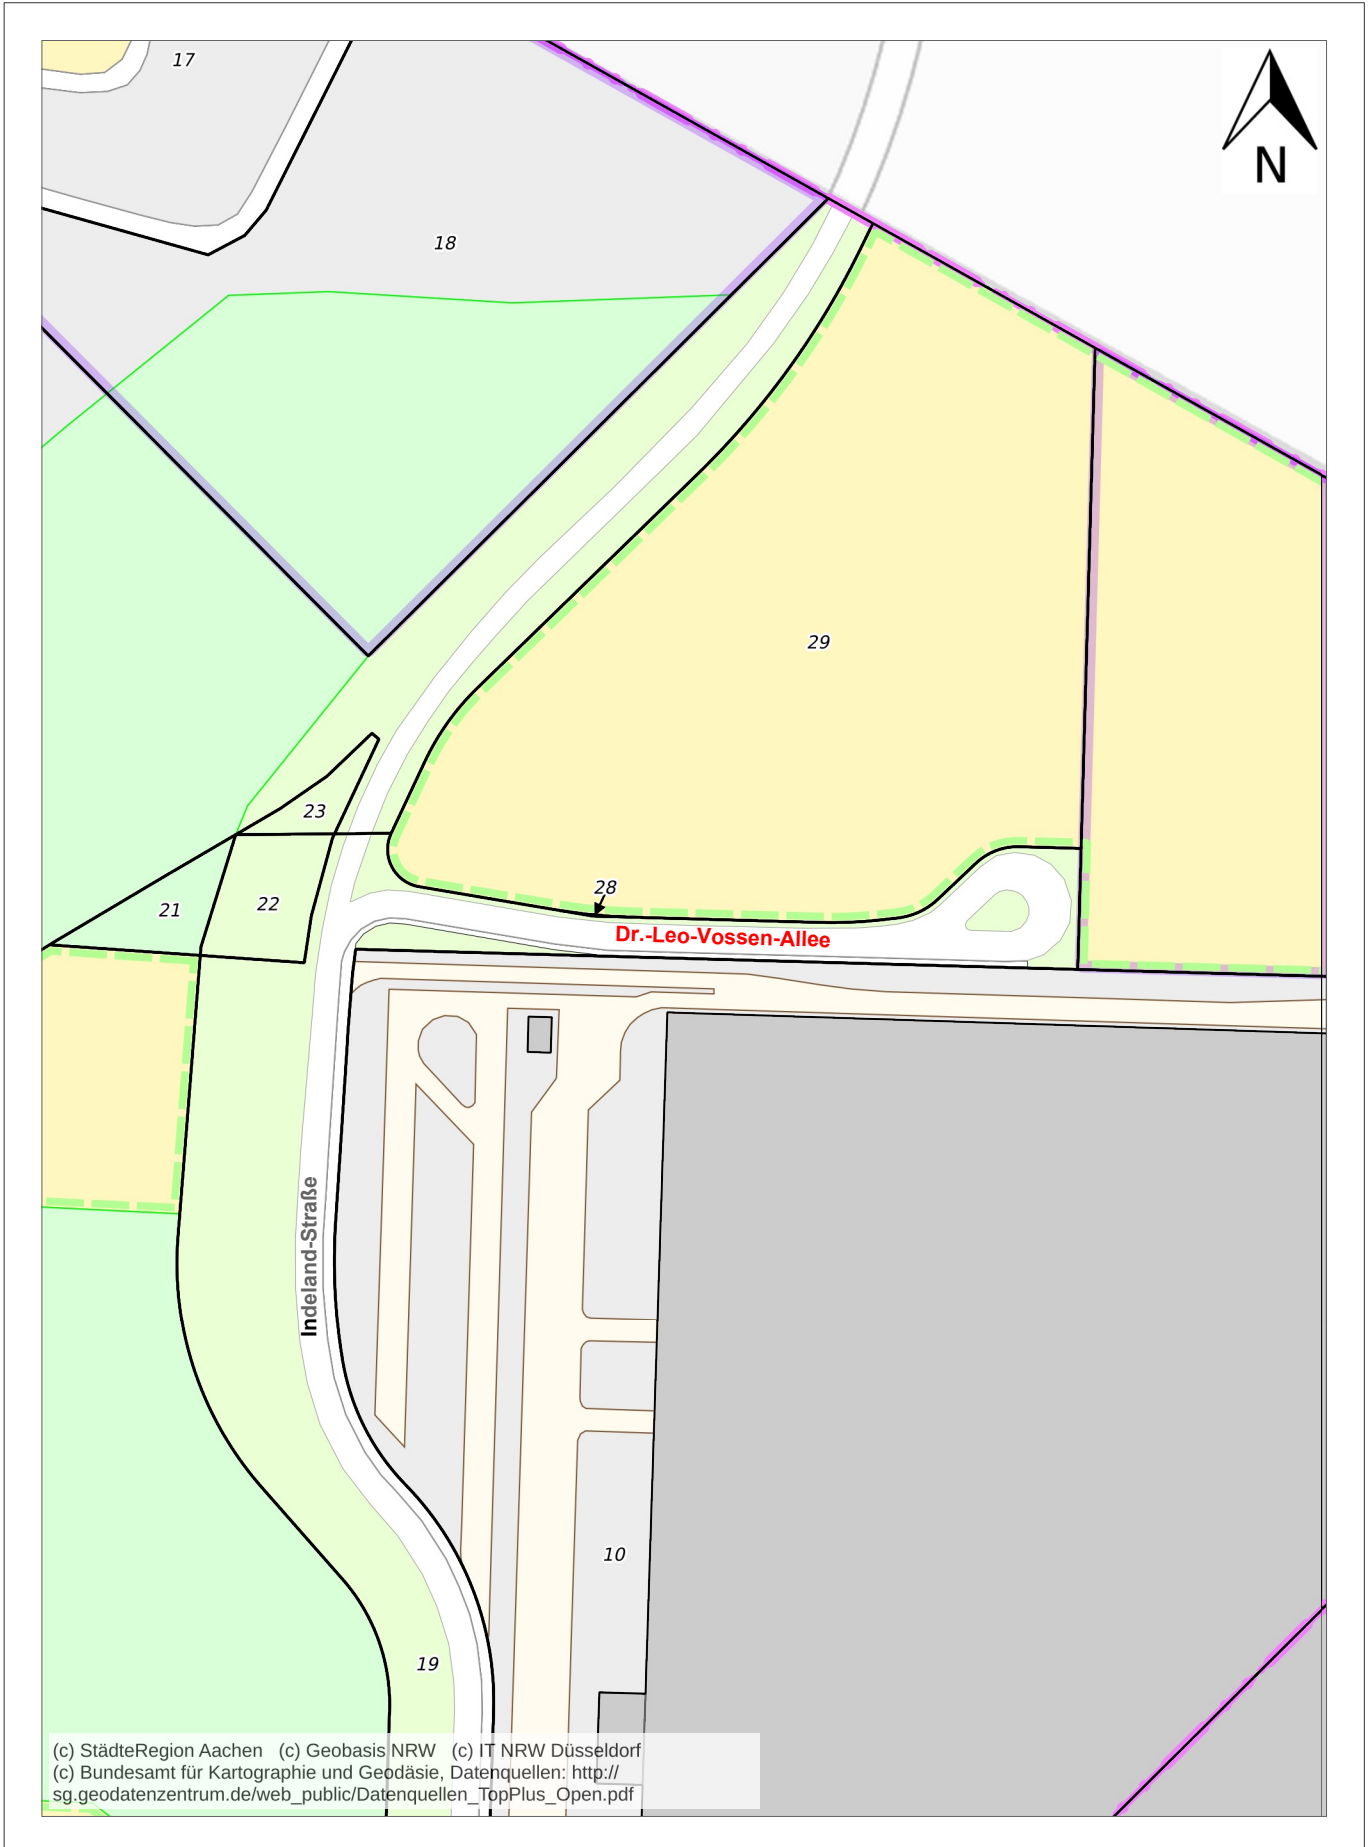 17
N
18
29
23
28
21
22
Dr.-Leo-Vossen-Allee
Indeland-Straße
10
19
(c) StädteRegion Aachen (c) Geobasis NRW (c) IT NRW Düsseldorf
(c) Bundesamt für Kartographie und Geodäsie, Datenquellen: http://
sg.geodatenzentrum.de/web_public/Datenquellen_TopPlus_Open.pdf